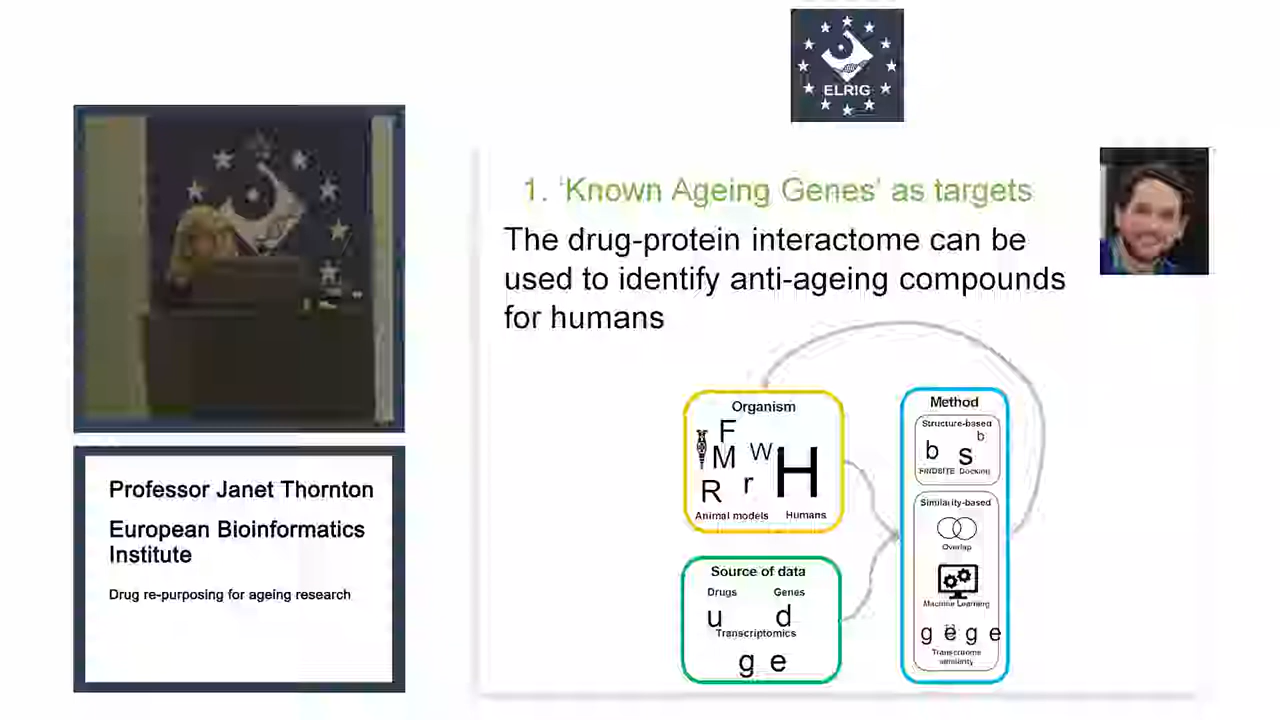 ELRIG
1. 'Known Ageing Genes' as targets
The drug-protein interactome can be
used to identify anti-ageing compounds
for humans
Organism
F
M W H
R r
Animal models Humans
Source of data
Drugs Genes
u d
Transcriptomics
g e
Method
Structure-based
b
b s
FINDSITE Docking
Similarity-based
Overlap
Machine Learning
g e g e
Transcriptome
similarity
Professor Janet Thornton
European Bioinformatics
Institute
Drug re-purposing for ageing research